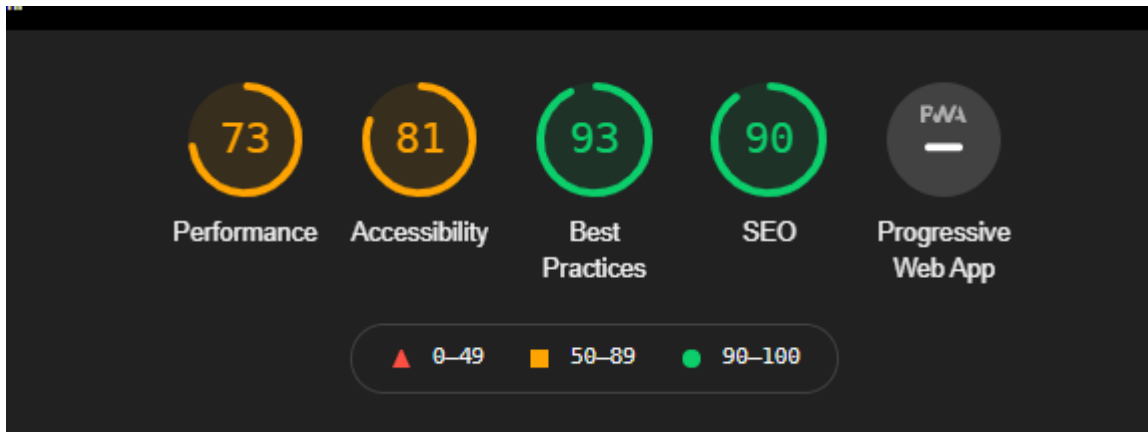 73 81 93 90 PWA
Performance Accessibility Best Practices SEO Progressive Web App
0–49 50–89 90–100